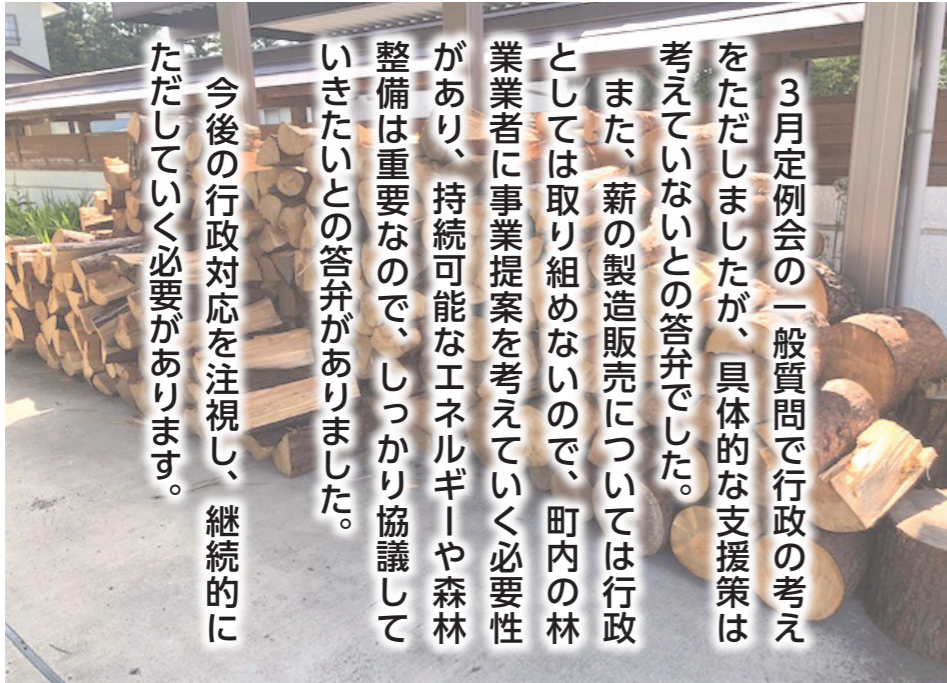 ３月定例会の一般質問で行政の考え
をただしましたが、具体的な支援策は
考えていないとの答弁でした。
また、薪の製造販売については行政
としては取り組めないので、町内の林
業業者に事業提案を考えていく必要性
があり、持続可能なエネルギーや森林
整備は重要なので、しっかり協議して
いきたいとの答弁がありました。
今後の行政対応を注視し、継続的に
ただしていく必要があります。